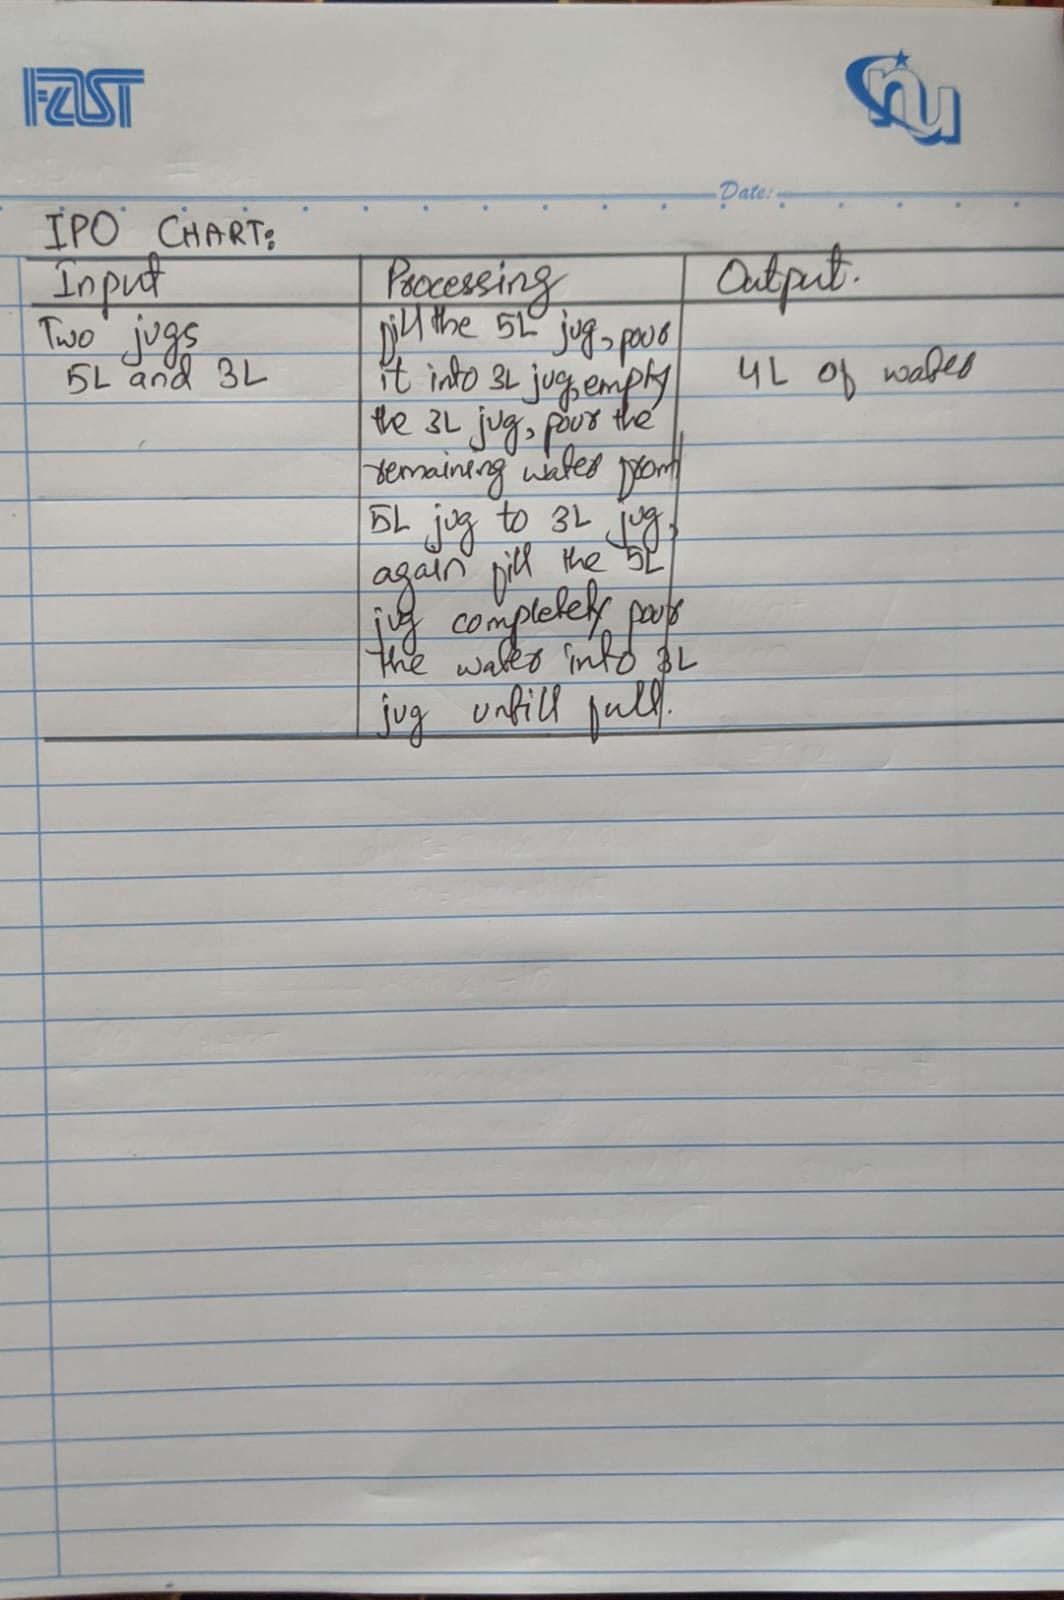 FAST
nu
Date:
IPO CHART:
Input Processing Output.
Two jugs
5L and 3L
fill the 5L jug, pour
it into 3L jug, empty
the 3L jug, pour the
remaining water from
5L jug to 3L jug,
again fill the 5L
jug completely pour
the water into 3L
jug untill full.
4L of water